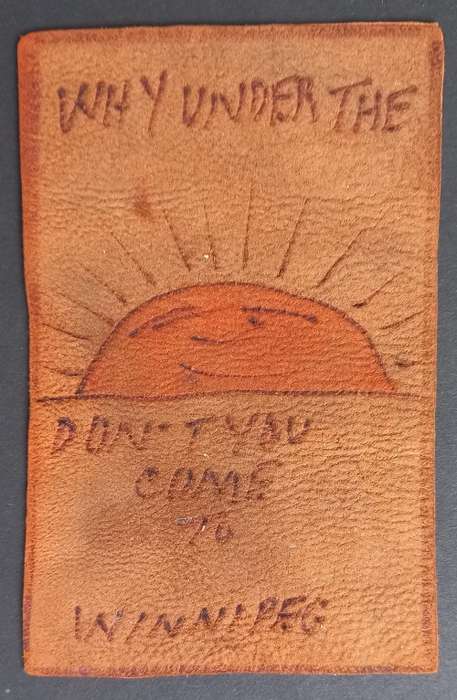 WHY UNDER THE
DON'T YOU
COME
TO
WINNIPEG